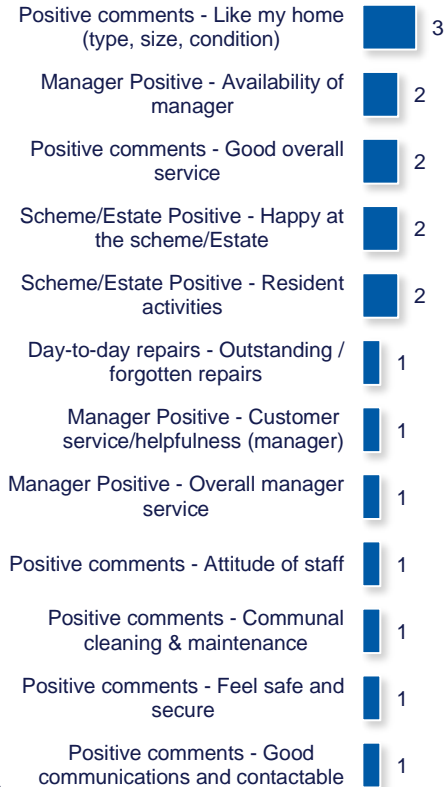 Positive comments - Like my home
(type, size, condition)
3
Manager Positive - Availability of
manager
2
Positive comments - Good overall
service
2
Scheme/Estate Positive - Happy at
the scheme/Estate
2
Scheme/Estate Positive - Resident
activities
2
Day-to-day repairs - Outstanding /
forgotten repairs
1
Manager Positive - Customer
service/helpfulness (manager)
1
Manager Positive - Overall manager
service
1
Positive comments - Attitude of staff
1
Positive comments - Communal
cleaning & maintenance
1
Positive comments - Feel safe and
secure
1
Positive comments - Good
communications and contactable
1